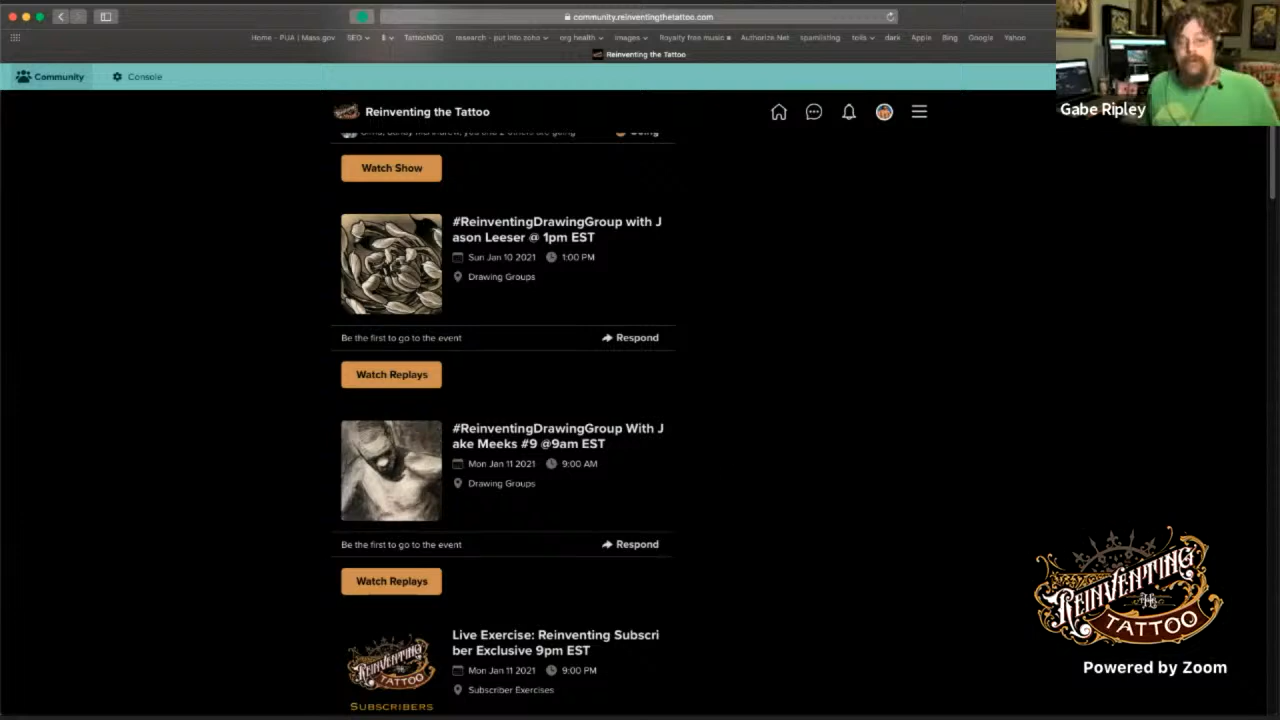 community.reinventingthetattoo.com
Home - PUA | Mass.gov SEO $ TattooNOQ research - put into zoho org health images Royalty free music Authorize.Net spamlisting tolls dark Apple Bing Google Yahoo
Reinventing the Tattoo
Community Console
Gabe Ripley
Reinventing the Tattoo
Watch Show
#ReinventingDrawingGroup with J
ason Leeser @ 1pm EST
Sun Jan 10 2021 1:00 PM
Drawing Groups
Be the first to go to the event Respond
Watch Replays
#ReinventingDrawingGroup With J
ake Meeks #9 @9am EST
Mon Jan 11 2021 9:00 AM
Drawing Groups
Be the first to go to the event Respond
Watch Replays
Live Exercise: Reinventing Subscri
ber Exclusive 9pm EST
Mon Jan 11 2021 9:00 PM
Subscriber Exercises
REINVENTING
THE
TATTOO
SUBSCRIBERS
REINVENTING
THE
TATTOO
Powered by Zoom